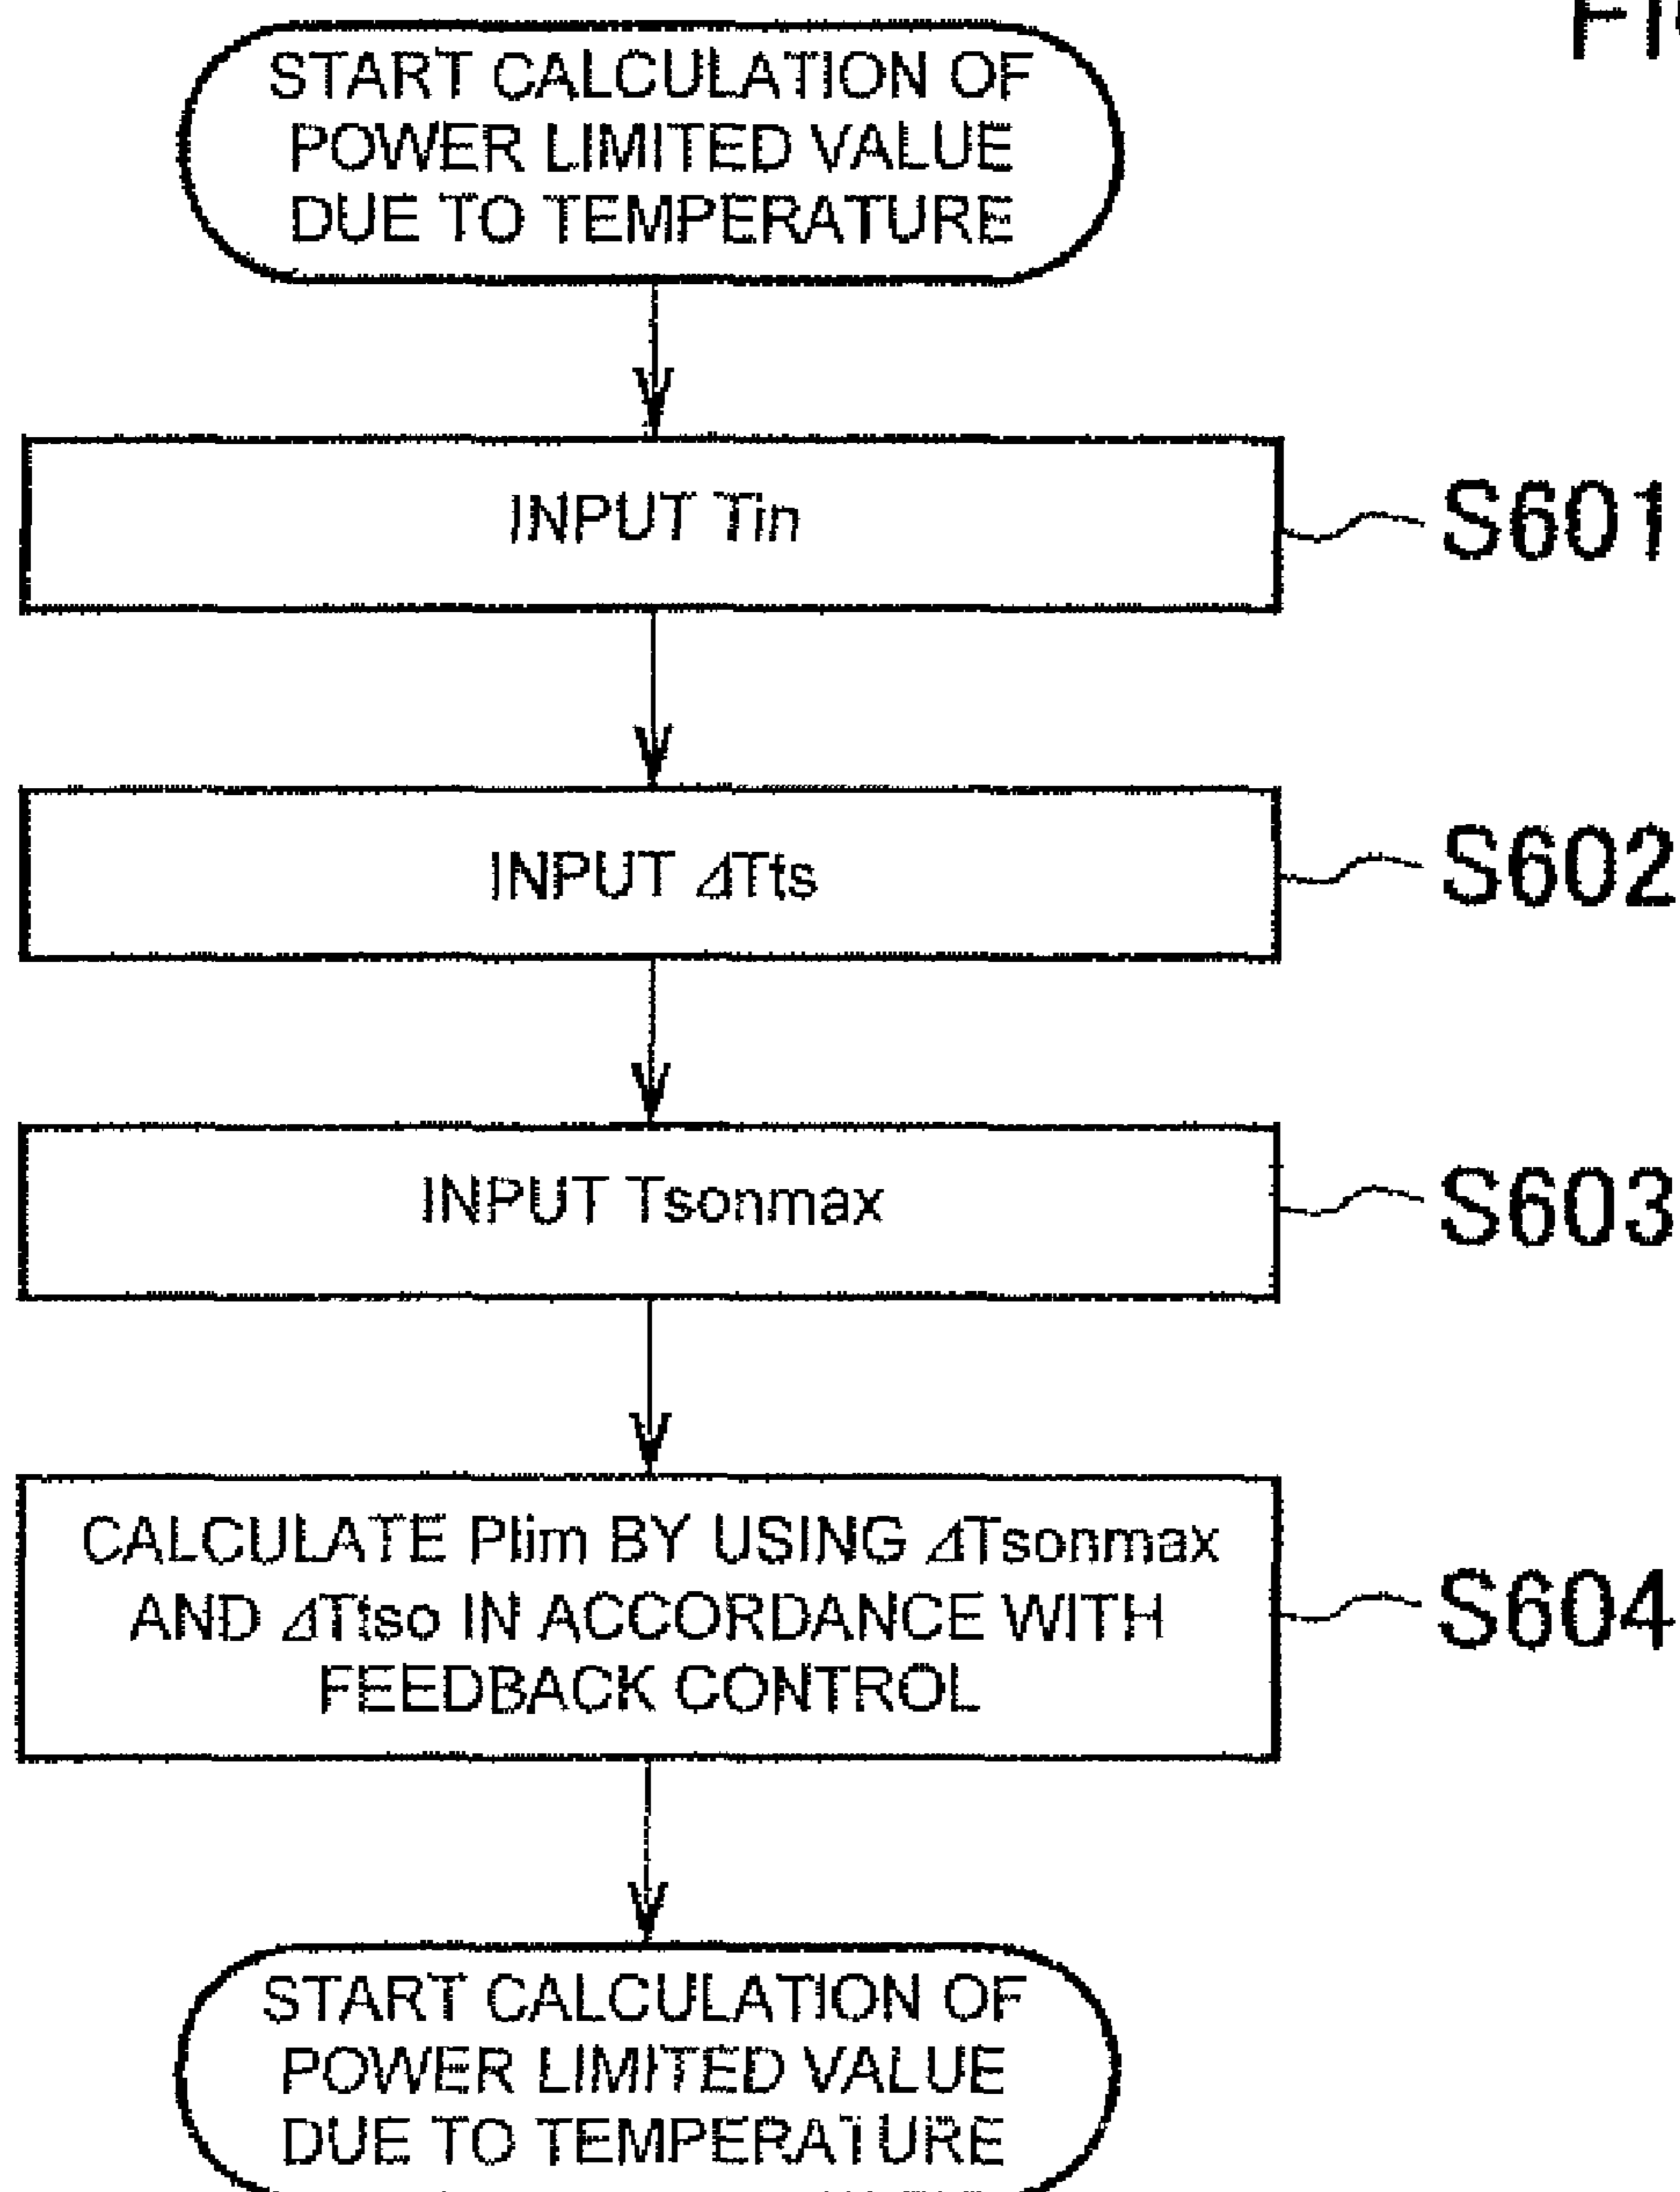 START CALCULATION OF
POWER LIMITED VALUE
DUE TO TEMPERATURE
INPUT Tin
S601
INPUT ⊿Tts
S602
INPUT Tsonmax
S603
CALCULATE Plim BY USING ⊿Tsonmax
AND ⊿Ttso IN ACCORDANCE WITH
FEEDBACK CONTROL
S604
START CALCULATION OF
POWER LIMITED VALUE
DUE TO TEMPERATURE